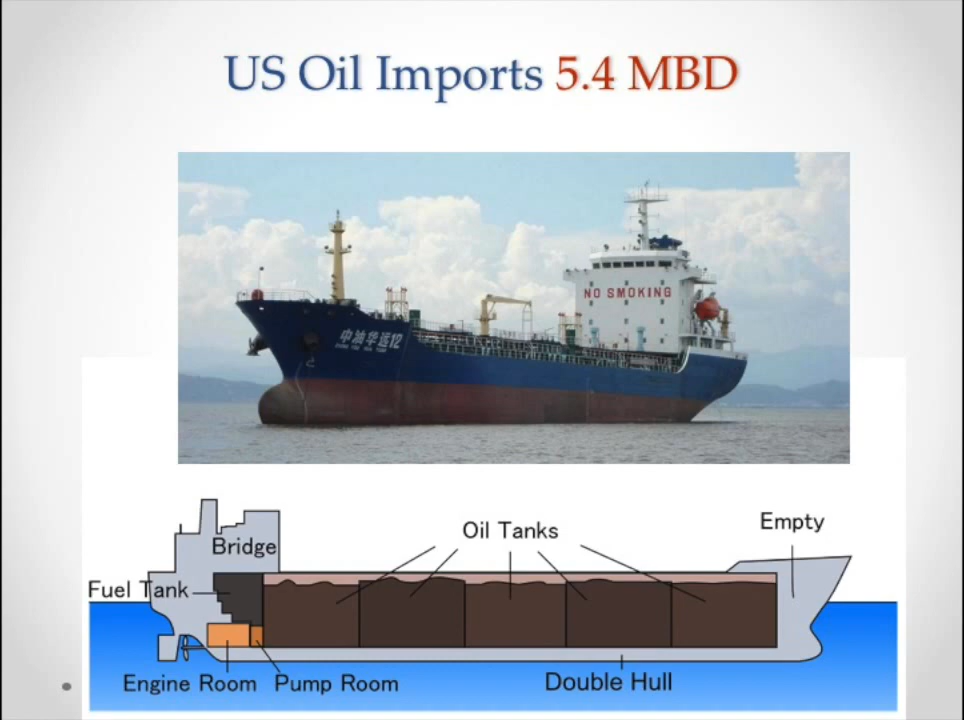 US Oil Imports 5.4 MBD
NO SMOKING
中油华远12
Oil Tanks
Empty
Bridge
Fuel Tank
Engine Room
Pump Room
Double Hull